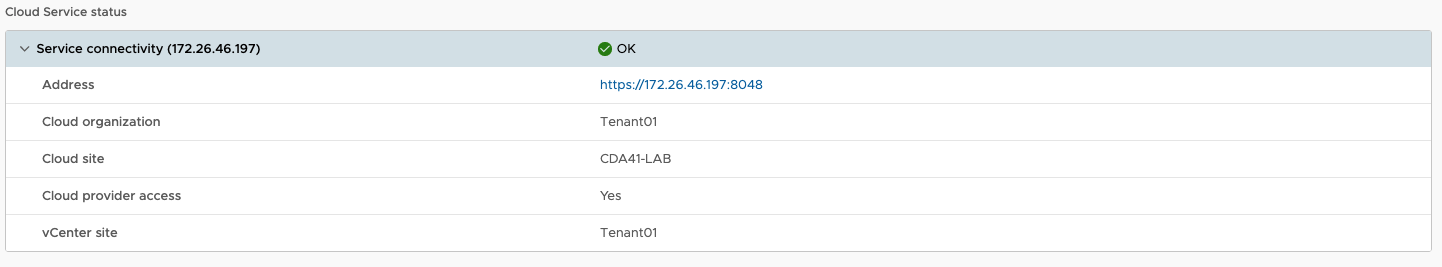 Cloud Service status
Service connectivity (172.26.46.197) OK
Address https://172.26.46.197:8048
Cloud organization Tenant01
Cloud site CDA41-LAB
Cloud provider access Yes
vCenter site Tenant01